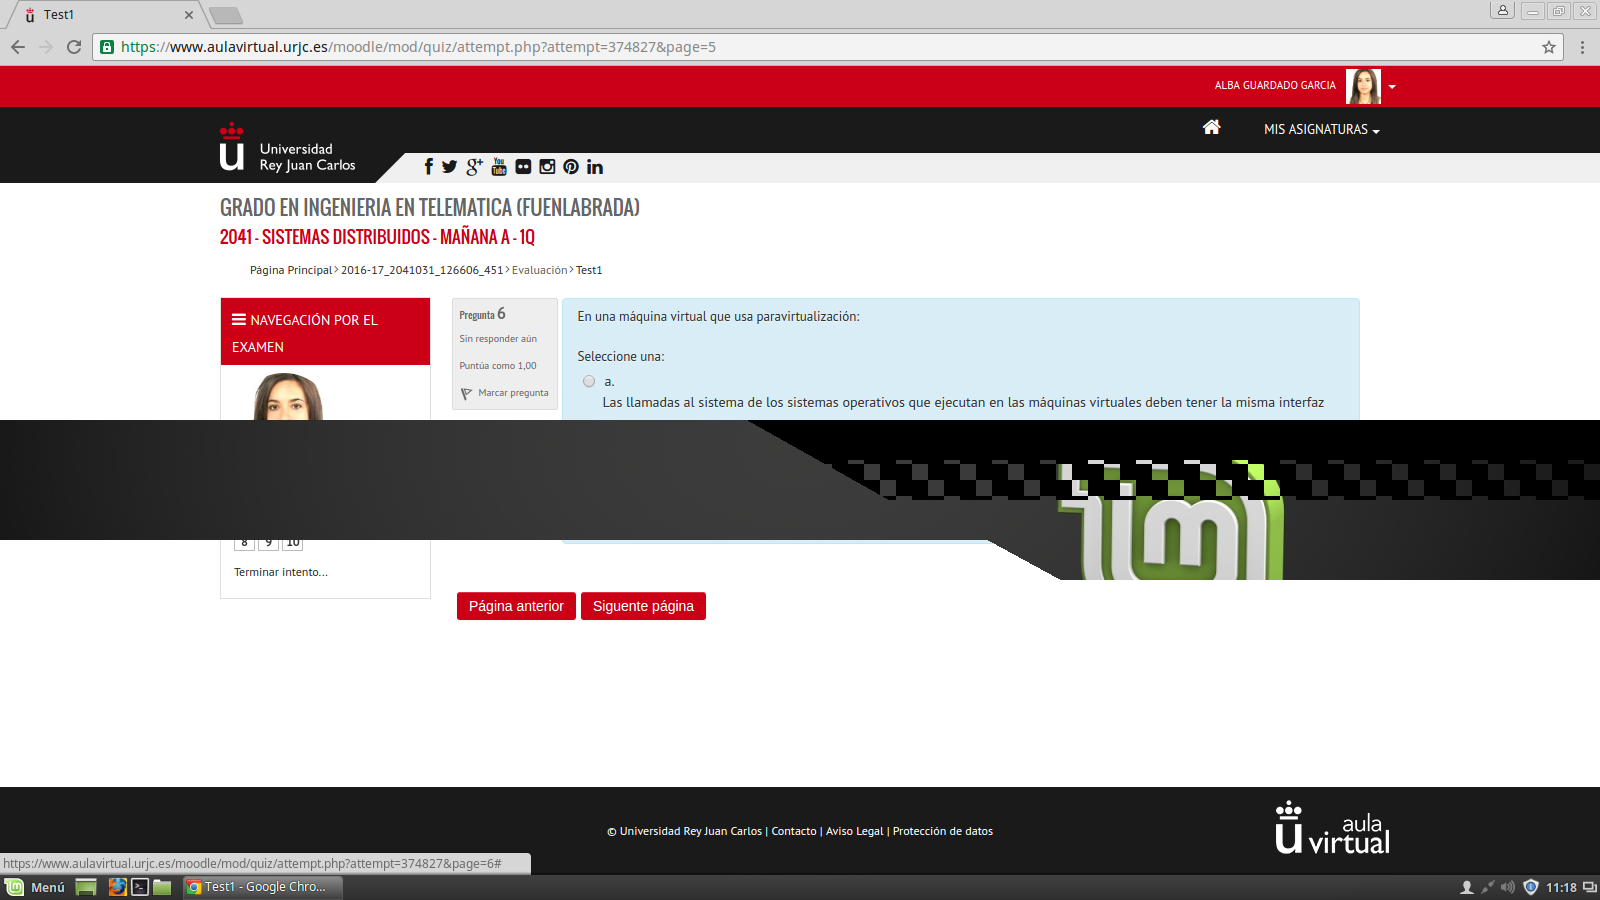 Test1
https://www.aulavirtual.urjc.es/moodle/mod/quiz/attempt.php?attempt=374827&page=5
ALBA GUARDADO GARCIA
MIS ASIGNATURAS
Universidad
Rey Juan Carlos
GRADO EN INGENIERIA EN TELEMATICA (FUENLABRADA)
2041 - SISTEMAS DISTRIBUIDOS - MAÑANA A - 1Q
Página Principal › 2016-17_2041031_126606_451 › Evaluación › Test1
NAVEGACIÓN POR EL
EXAMEN
Pregunta 6
Sin responder aún
Puntúa como 1,00
Marcar pregunta
En una máquina virtual que usa paravirtualización:
Seleccione una:
a.
Las llamadas al sistema de los sistemas operativos que ejecutan en las máquinas virtuales deben tener la misma interfaz
8 9 10
Terminar intento...
Página anterior
Siguente página
© Universidad Rey Juan Carlos | Contacto | Aviso Legal | Protección de datos
aula
virtual
https://www.aulavirtual.urjc.es/moodle/mod/quiz/attempt.php?attempt=374827&page=6#
Menú
Test1 - Google Chro...
11:18